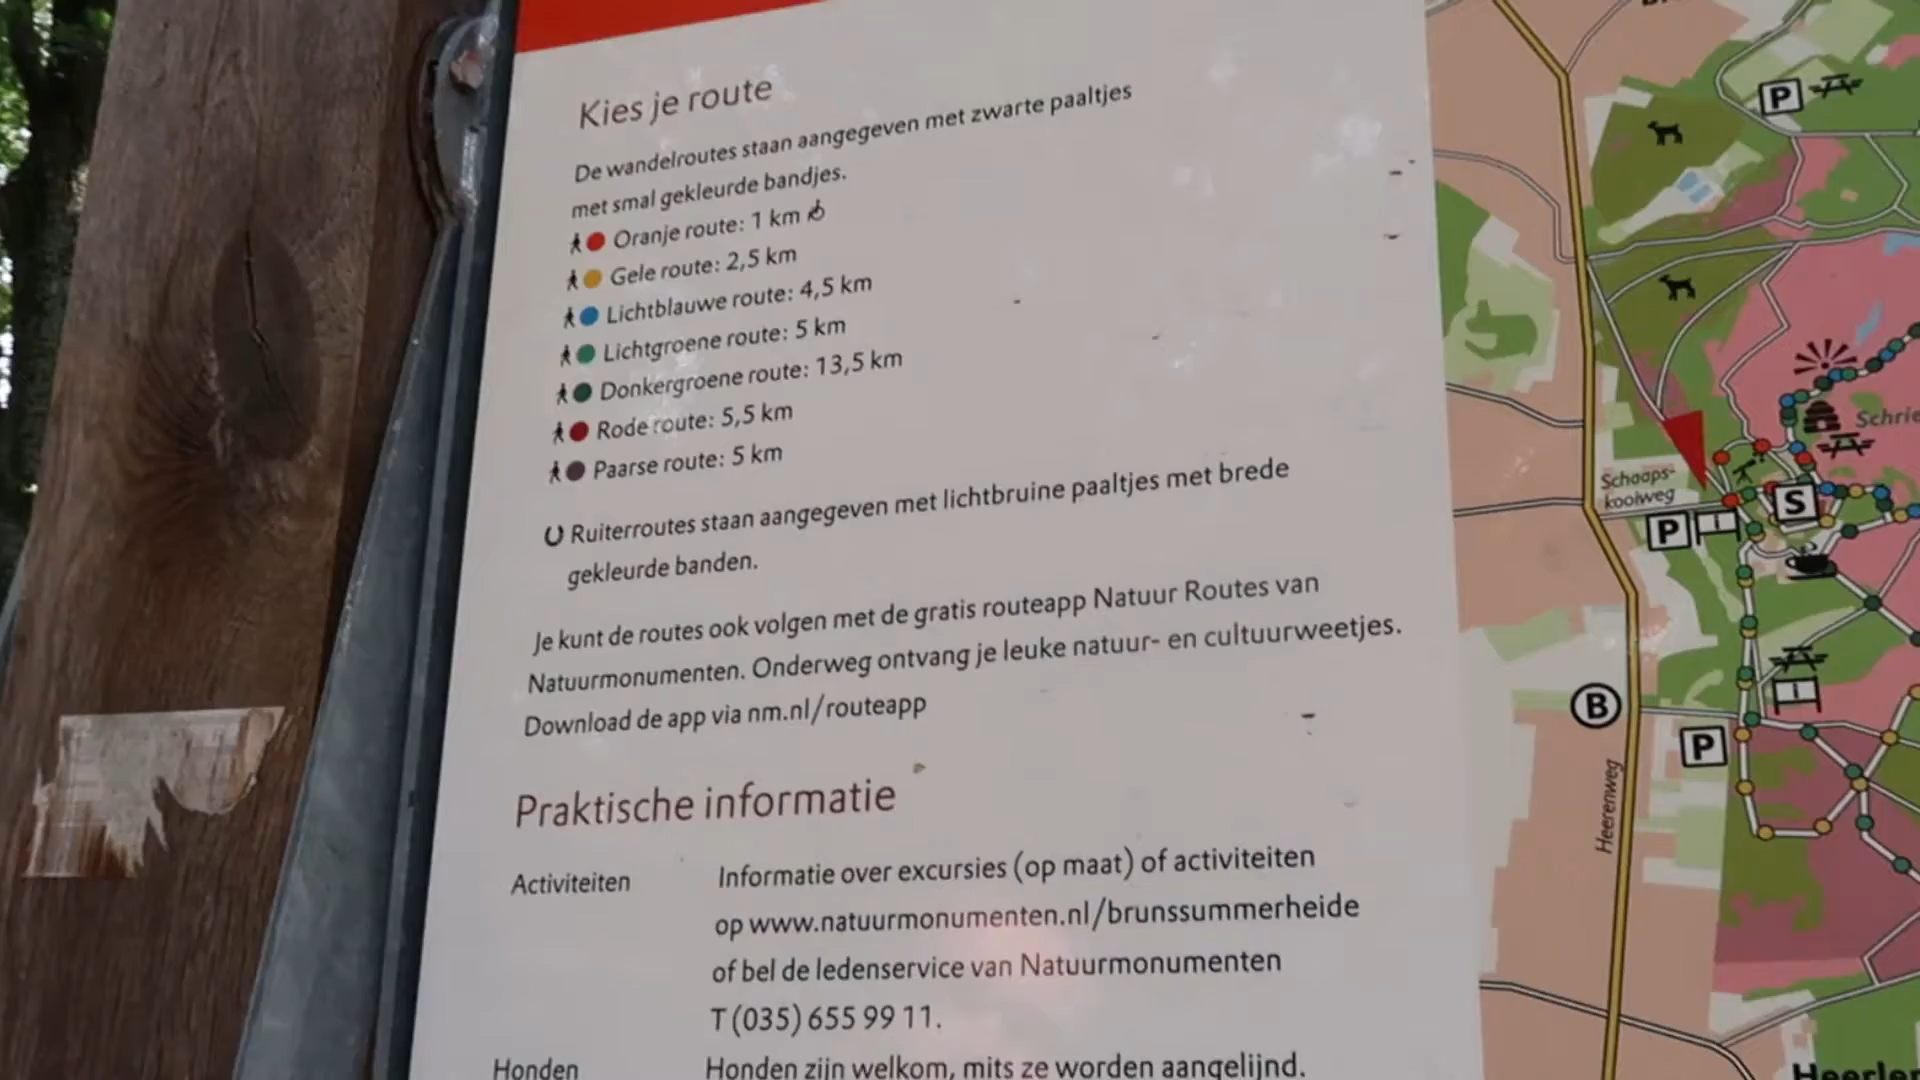 Kies je route
De wandelroutes staan aangegeven met zwarte paaltjes
met smal gekleurde bandjes.
Oranje route: 1 km
Gele route: 2,5 km
Lichtblauwe route: 4,5 km
Lichtgroene route: 5 km
Donkergroene route: 13,5 km
Rode route: 5,5 km
Paarse route: 5 km
Ruiterroutes staan aangegeven met lichtbruine paaltjes met brede
gekleurde banden.
Je kunt de routes ook volgen met de gratis routeapp Natuur Routes van
Natuurmonumenten. Onderweg ontvang je leuke natuur- en cultuurweetjes.
Download de app via nm.nl/routeapp
Praktische informatie
Activiteiten
Informatie over excursies (op maat) of activiteiten
op www.natuurmonumenten.nl/brunssummerheide
of bel de ledenservice van Natuurmonumenten
T (035) 655 99 11.
Honden
Honden zijn welkom, mits ze worden aangelijnd.
P
Schrie
Schaaps-
kooiweg
S
P
i
i
B
P
Heerenweg
Heerler